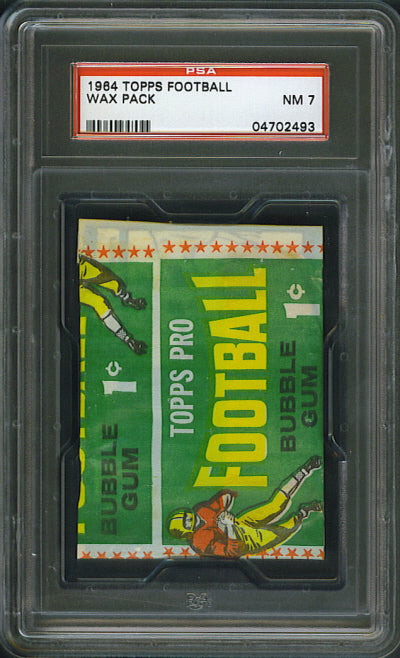 PSA
1964 TOPPS FOOTBALL
WAX PACK
NM 7
04702493
1¢
BUBBLE
GUM
TOPPS PRO
FOOTBALL
1¢
BUBBLE
GUM